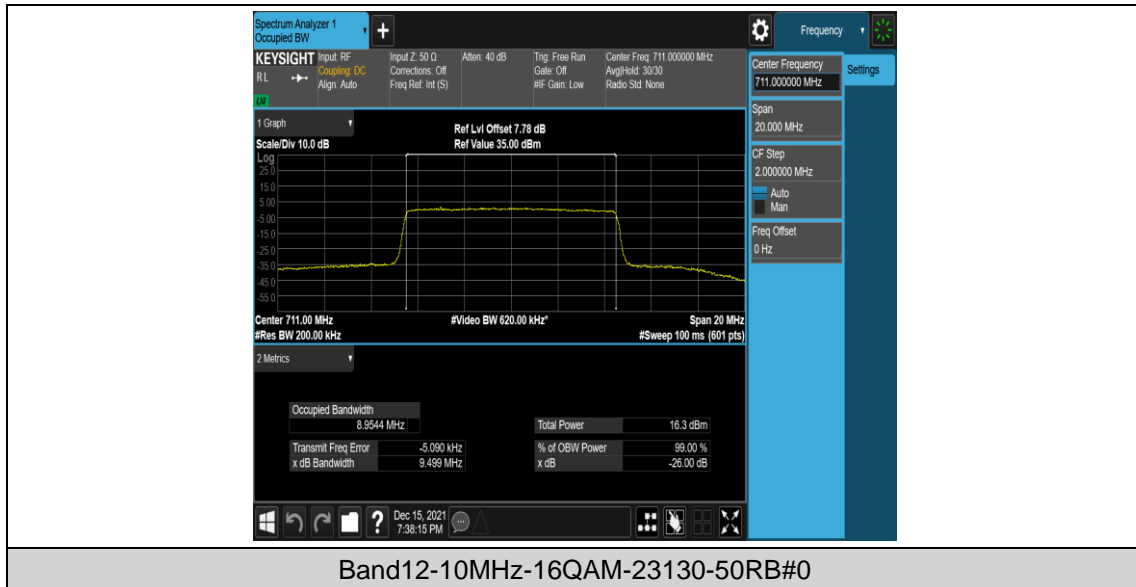 Spectrum Analyzer 1
Occupied BW
+
Frequency
KEYSIGHT
RL
LXI
Input: RF
Coupling: DC
Align: Auto
Input Z: 50 Ω
Corrections: Off
Freq Ref: Int (S)
Atten: 40 dB
Trig: Free Run
Gate: Off
#IF Gain: Low
Center Freq: 711.000000 MHz
Avg|Hold: 30/30
Radio Std: None
Center Frequency
711.000000 MHz
Settings
Span
20.000 MHz
CF Step
2.000000 MHz
Auto
Man
Freq Offset
0 Hz
1 Graph
Scale/Div 10.0 dB
Ref Lvl Offset 7.78 dB
Ref Value 35.00 dBm
Log
25.0
15.0
5.00
-5.00
-15.0
-25.0
-35.0
-45.0
-55.0
Center 711.00 MHz
#Video BW 620.00 kHz*
Span 20 MHz
#Res BW 200.00 kHz
#Sweep 100 ms (601 pts)
2 Metrics
Occupied Bandwidth
8.9544 MHz
Total Power 16.3 dBm
Transmit Freq Error -5.090 kHz
% of OBW Power 99.00 %
x dB Bandwidth 9.499 MHz
x dB -26.00 dB
?
Dec 15, 2021
7:38:15 PM
Band12-10MHz-16QAM-23130-50RB#0